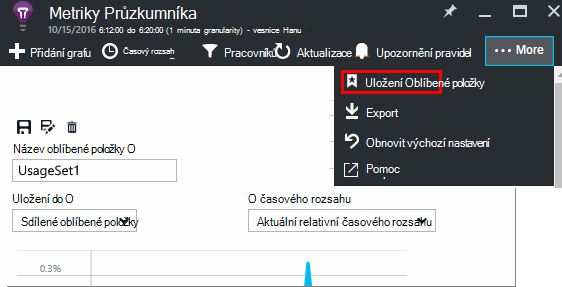 Metriky Průzkumníka
10/15/2016 6:12:00 do 6:20:00 (1 minuta granularity) - vesnice Hanu
Přidání grafu Časový rozsah Pracovníků Aktualizace Upozornění pravidel ••• More
Uložení Oblíbené položky
Export
Obnovit výchozí nastavení
Pomoc
Název oblíbené položky O
UsageSet1
Uložení do O O časového rozsahu
Sdílené oblíbené položky Aktuální relativní časového rozsahu
0.3%